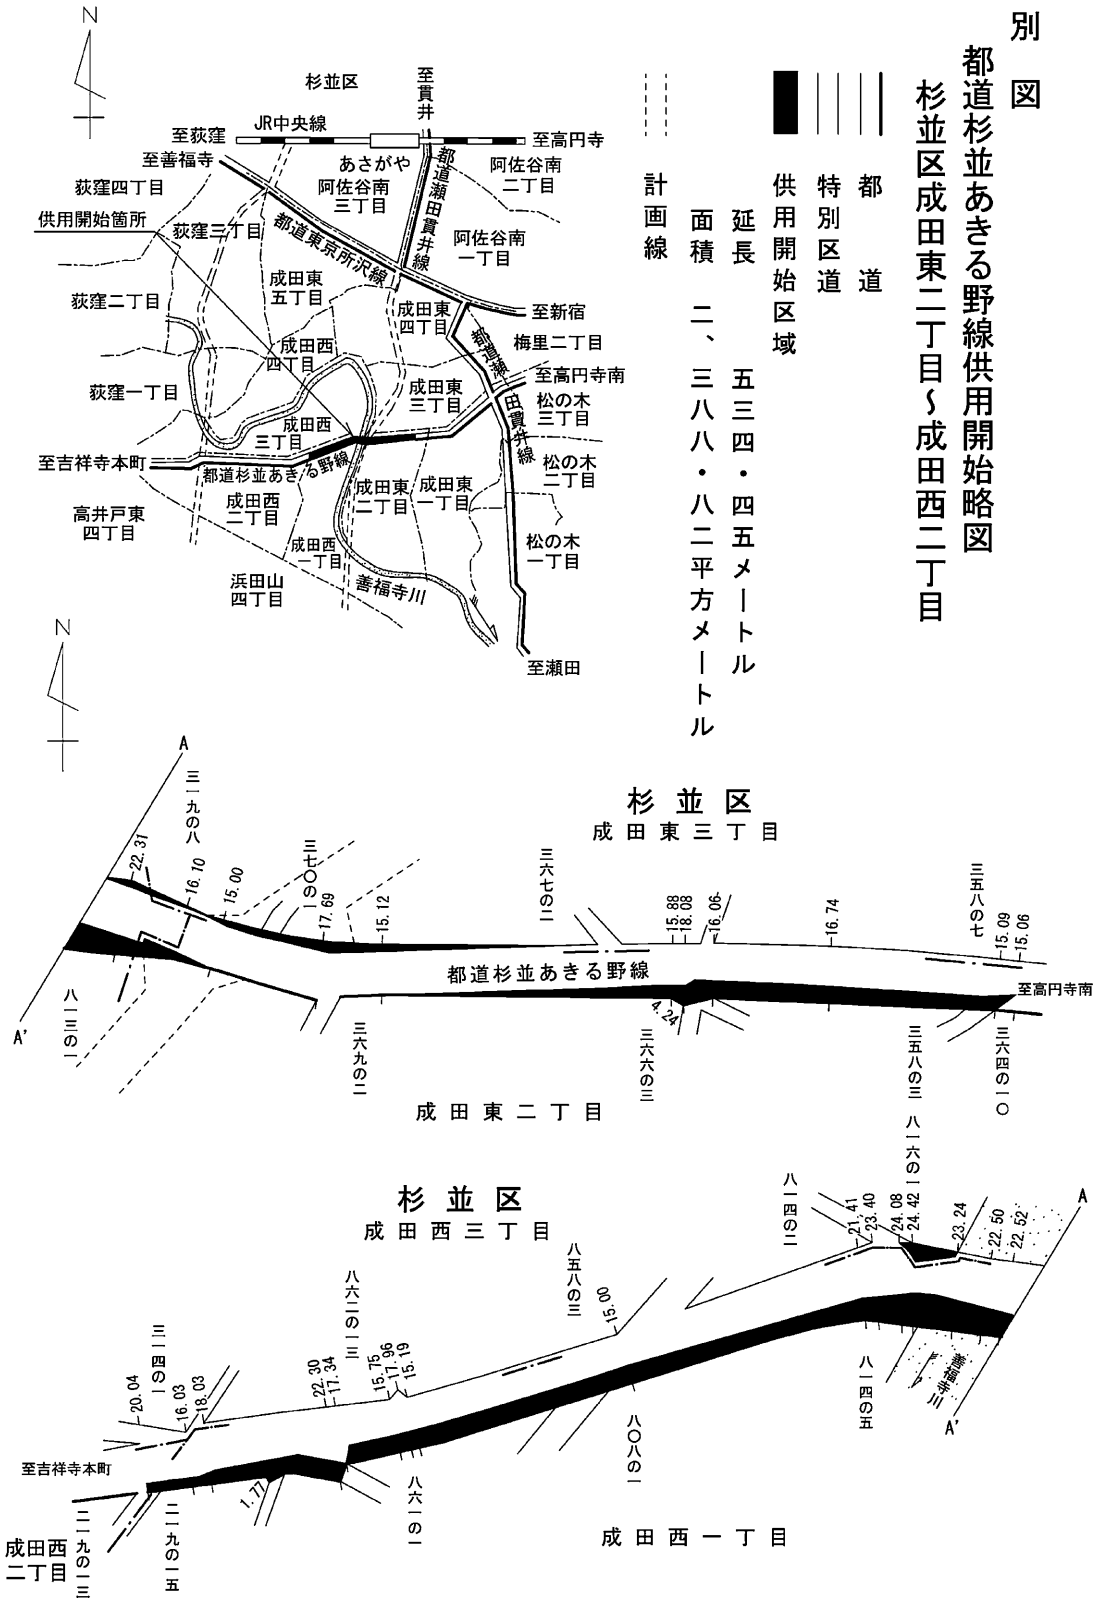 別図
都道杉並あきる野線供用開始略図
杉並区成田東二丁目～成田西二丁目
都道
特別区道
供用開始区域
延長 五三四・四五メートル
面積 二、三八八・八二平方メートル
計画線
N
杉並区
至貫井
至荻窪
JR中央線
至高円寺
至善福寺
あさがや
都道瀬田貫井線
阿佐谷南
二丁目
荻窪四丁目
阿佐谷南
三丁目
供用開始箇所
荻窪三丁目
都道東京所沢線
阿佐谷南
一丁目
成田東
五丁目
荻窪二丁目
成田東
四丁目
至新宿
都道瀬田貫井線
梅里二丁目
成田西
四丁目
至高円寺南
荻窪一丁目
成田東
三丁目
松の木
三丁目
成田西
三丁目
至吉祥寺本町
都道杉並あきる野線
松の木
二丁目
成田西
二丁目
成田東
二丁目
成田東
一丁目
高井戸東
四丁目
成田西
一丁目
松の木
一丁目
浜田山
四丁目
善福寺川
至瀬田
N
A
三一九の八
杉並区
成田東三丁目
22.31
16.10
15.00
三七〇の一
17.69
15.12
三六七の二
15.88
18.08
16.06
16.74
三五八の七
15.09
15.06
都道杉並あきる野線
至高円寺南
A'
八一三の一
三六九の二
4.24
三六六の三
三五八の三
三六四の一〇
成田東二丁目
杉並区
成田西三丁目
八一四の二
21.41
23.40
24.08
24.42
八一六の一
23.24
22.50
22.52
A
三一四の一
20.04
16.03
18.03
八六二の一三
22.30
17.34
15.75
17.96
15.19
八五八の三
15.00
善福寺川
A'
至吉祥寺本町
1.77
八六一の一
八〇八の一
八一四の五
成田西
二丁目
二一九の一三
二一九の一五
成田西一丁目